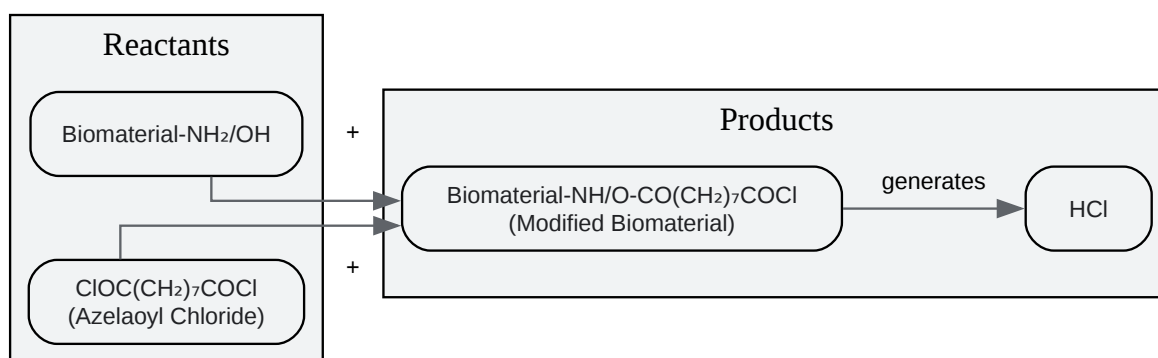 Reactants
Biomaterial-NH₂/OH
+
Products
Biomaterial-NH/O-CO(CH₂)₇COCl
(Modified Biomaterial)
generates
HCl
+
ClOC(CH₂)₇COCl
(Azelaoyl Chloride)